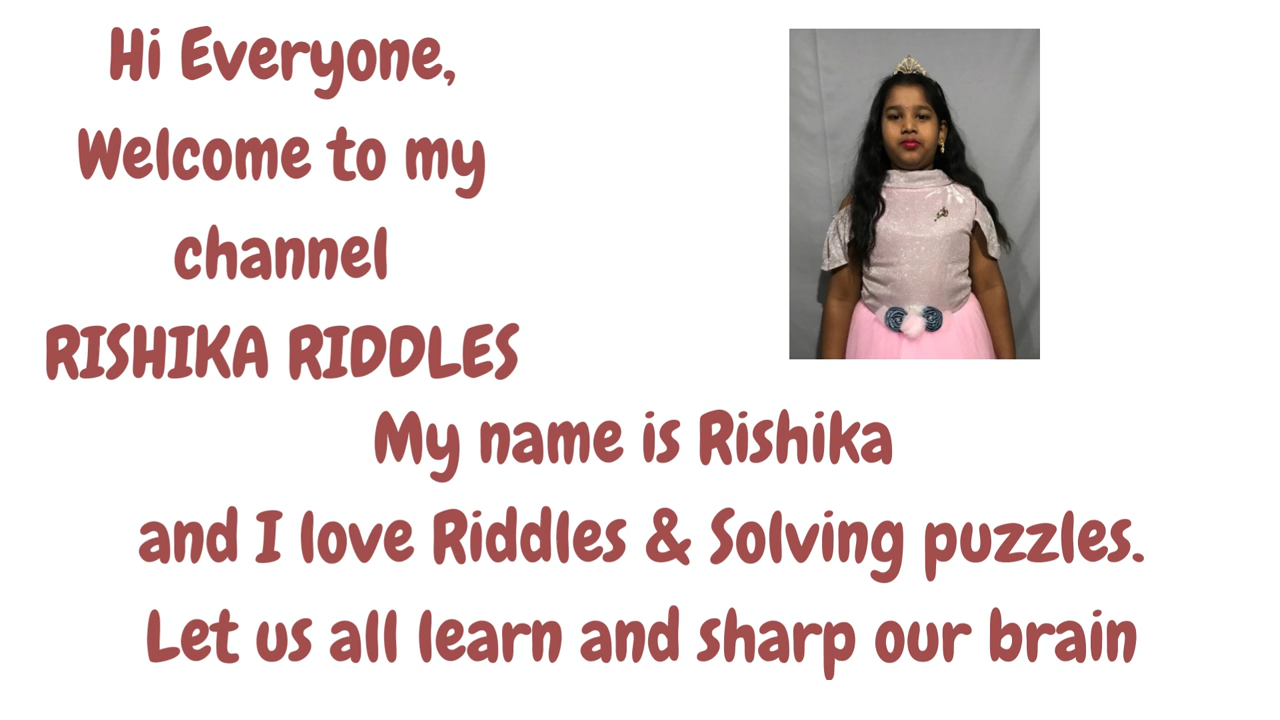 Hi Everyone,
Welcome to my
channel
RISHIKA RIDDLES
My name is Rishika
and I love Riddles & Solving puzzles.
Let us all learn and sharp our brain